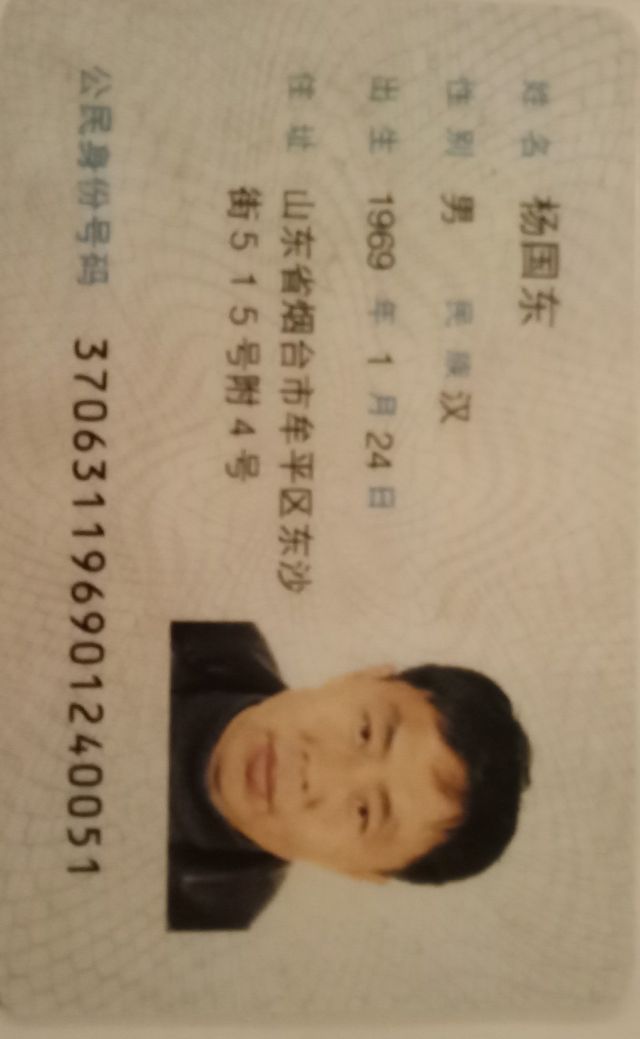 姓名 杨国东
性别 男 民族 汉
出生 1969 年 1 月 24 日
住址 山东省烟台市牟平区东沙
街515号附4号
公民身份号码 370631196901240051